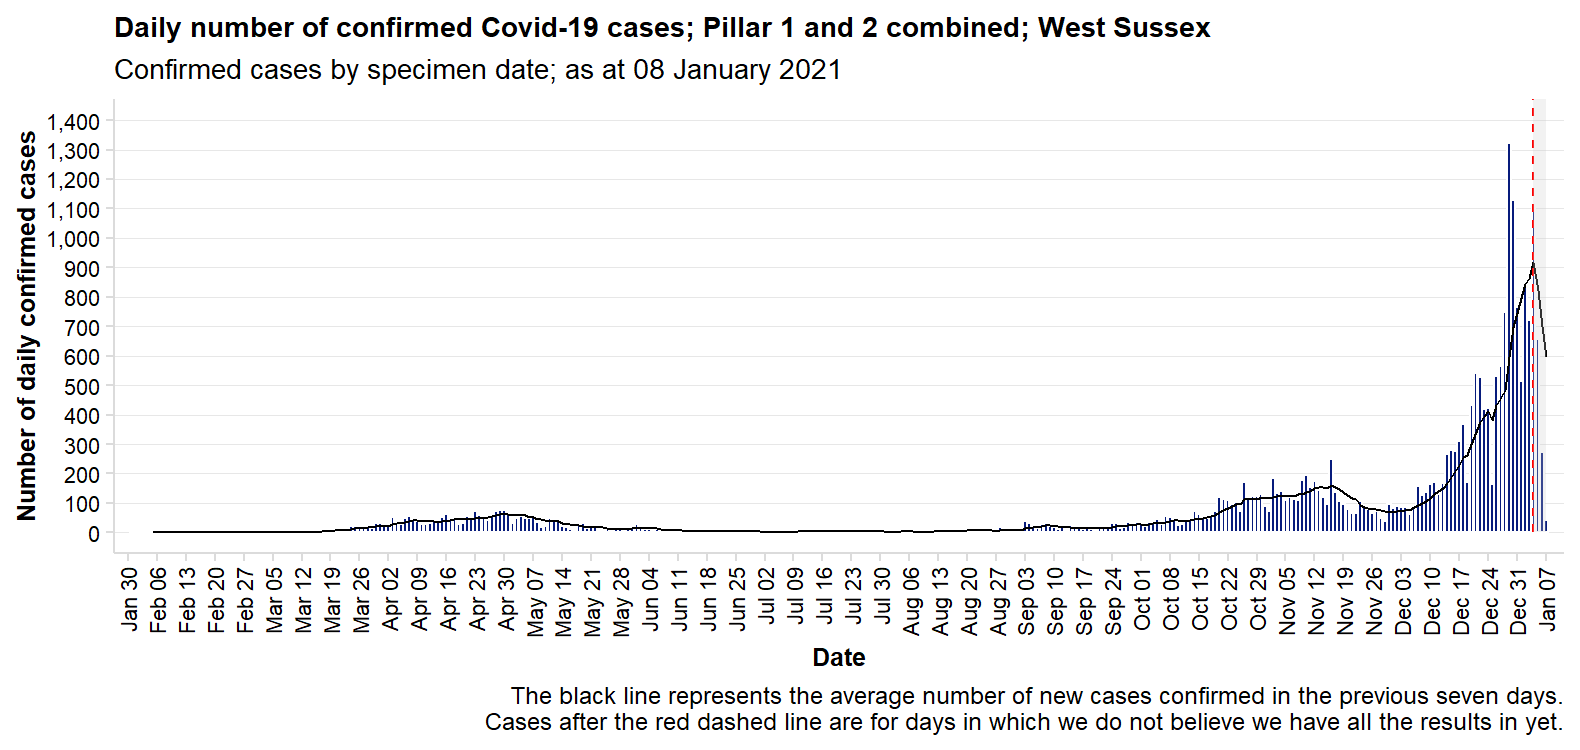 Daily number of confirmed Covid-19 cases; Pillar 1 and 2 combined; West Sussex
Confirmed cases by specimen date; as at 08 January 2021
Number of daily confirmed cases
1,400
1,300
1,200
1,100
1,000
900
800
700
600
500
400
300
200
100
0
Jan 30
Feb 06
Feb 13
Feb 20
Feb 27
Mar 05
Mar 12
Mar 19
Mar 26
Apr 02
Apr 09
Apr 16
Apr 23
Apr 30
May 07
May 14
May 21
May 28
Jun 04
Jun 11
Jun 18
Jun 25
Jul 02
Jul 09
Jul 16
Jul 23
Jul 30
Aug 06
Aug 13
Aug 20
Aug 27
Sep 03
Sep 10
Sep 17
Sep 24
Oct 01
Oct 08
Oct 15
Oct 22
Oct 29
Nov 05
Nov 12
Nov 19
Nov 26
Dec 03
Dec 10
Dec 17
Dec 24
Dec 31
Jan 07
Date
The black line represents the average number of new cases confirmed in the previous seven days.
Cases after the red dashed line are for days in which we do not believe we have all the results in yet.